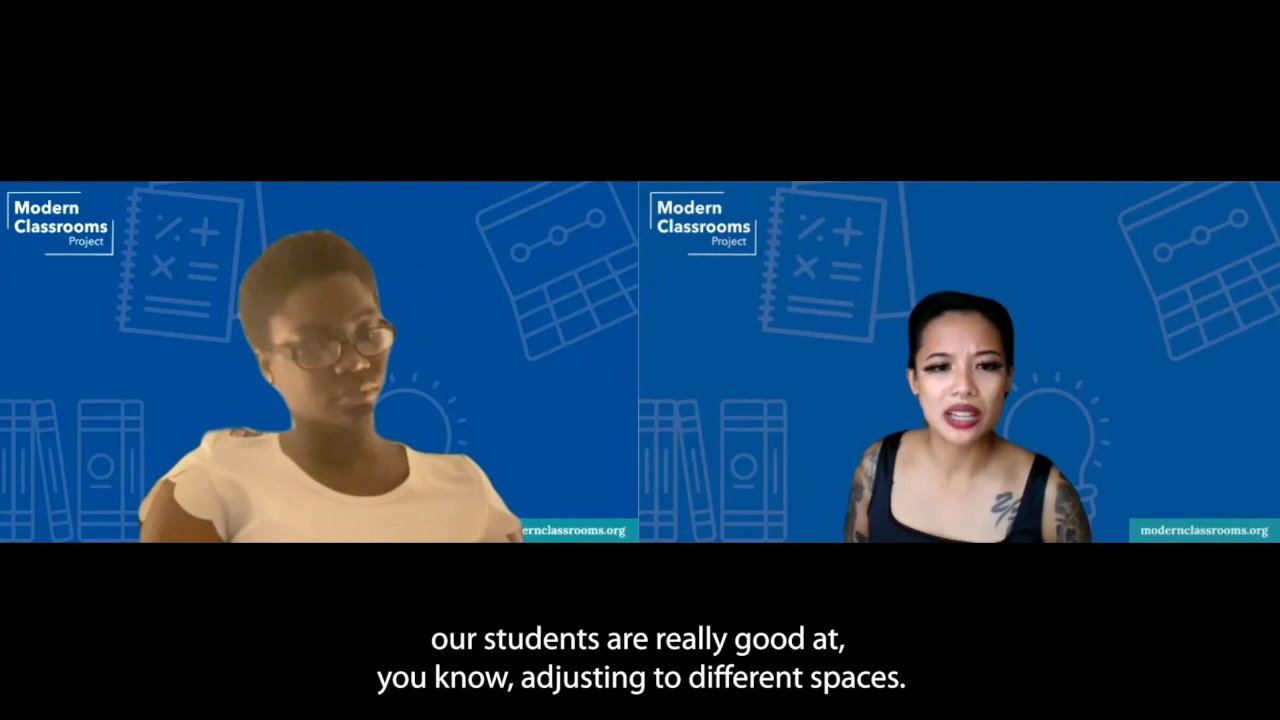 Modern
Classrooms
Project
Modern
Classrooms
Project
ernclassrooms.org
modernclassrooms.org
our students are really good at,
you know, adjusting to different spaces.